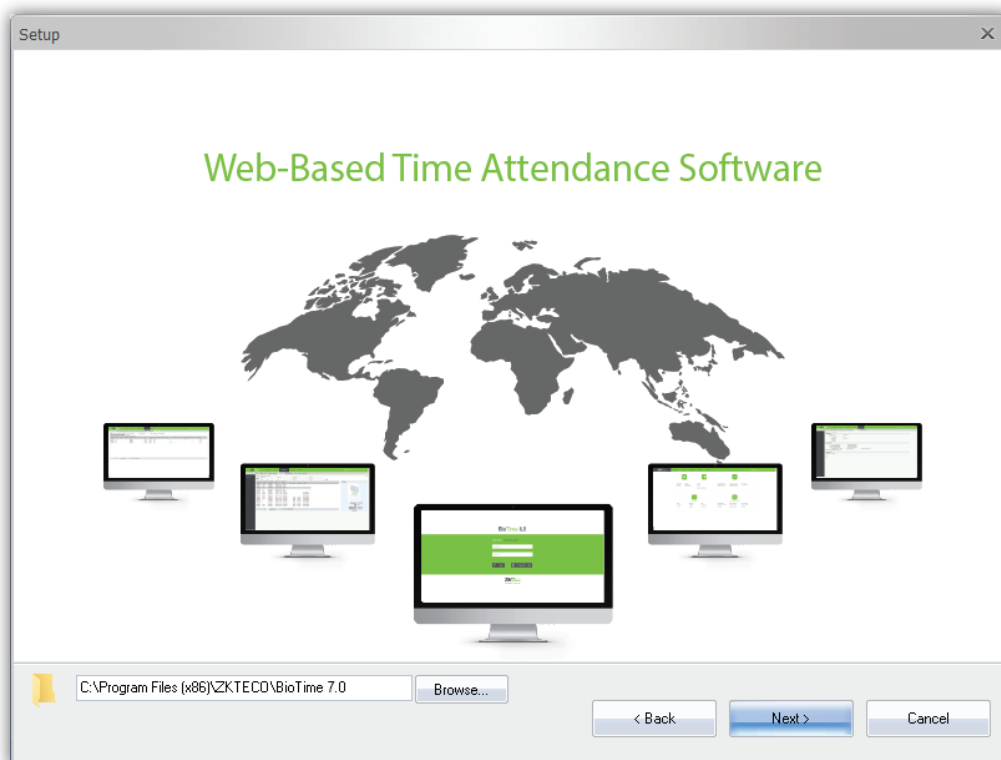 Setup
Web-Based Time Attendance Software
C:\Program Files (x86)\ZKTECO\BioTime 7.0
Browse...
< Back
Next >
Cancel